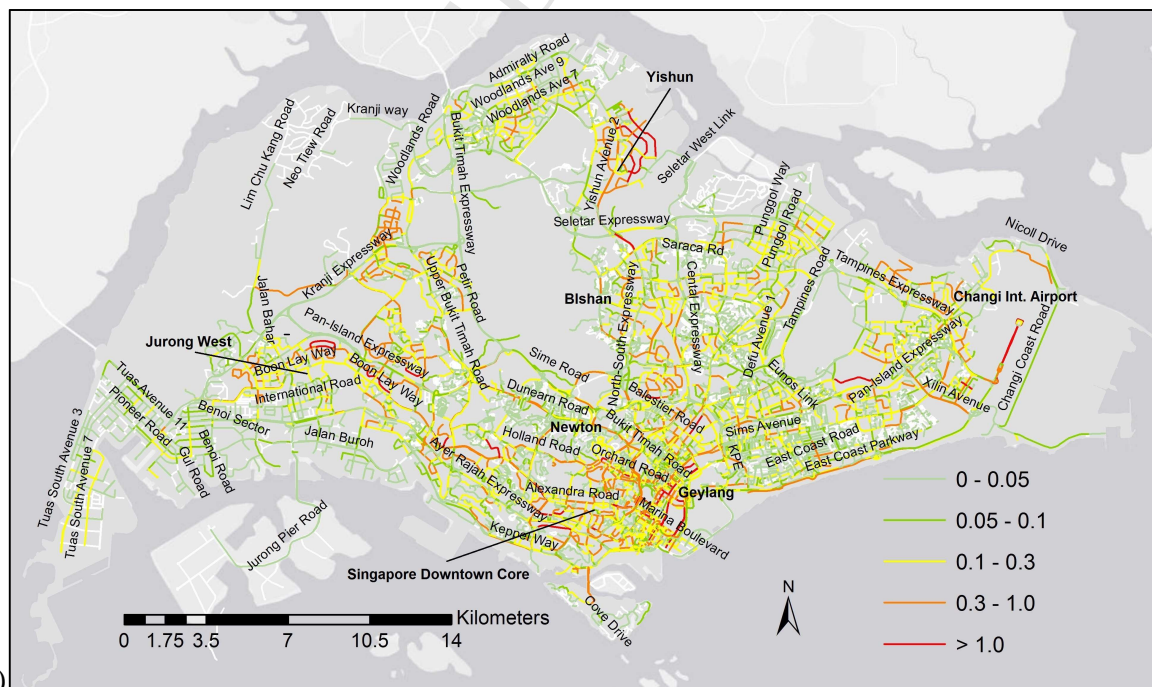 Admiralty Road
Woodlands Ave 9
Woodlands Ave 7
Yishun
Kranji way
Woodlands Road
Lim Chu Kang Road
Neo Tiew Road
Bukit Timah Expressway
Yishun Avenue 2
Seletar West Link
Seletar Expressway
Punggol Way
Punggol Road
Saraca Rd
Nicoll Drive
Kranji Expressway
Upper Bukit Timah Road
Petir Road
Tampines Expressway
Tampines Road
Cental Expressway
North-South Expressway
BIshan
Changi Int. Airport
Jalan Bahar
Pan-Island Expressway
Defu Avenue 1
Jurong West
Boon Lay Way
Boon Lay Way
Sime Road
Eunos Link
Pan-Island Expressway
Changi Coast Road
Xilin Avenue
International Road
Tuas Avenue 11
Pioneer Road
Dunearn Road
Balestier Road
Newton
Bukit Timah Road
Sims Avenue
Benoi Sector
Jalan Buroh
Holland Road
Orchard Road
KPE
East Coast Road
East Coast Parkway
Tuas South Avenue 3
Tuas South Avenue 1
Gul Road
Benoi Road
Ayer Rajah Expressway
Alexandra Road
Geylang
Marina Boulevard
Keppel Way
Jurong Pier Road
Singapore Downtown Core
Cove Drive
0 - 0.05
0.05 - 0.1
0.1 - 0.3
0.3 - 1.0
> 1.0
N
Kilometers
0 1.75 3.5 7 10.5 14